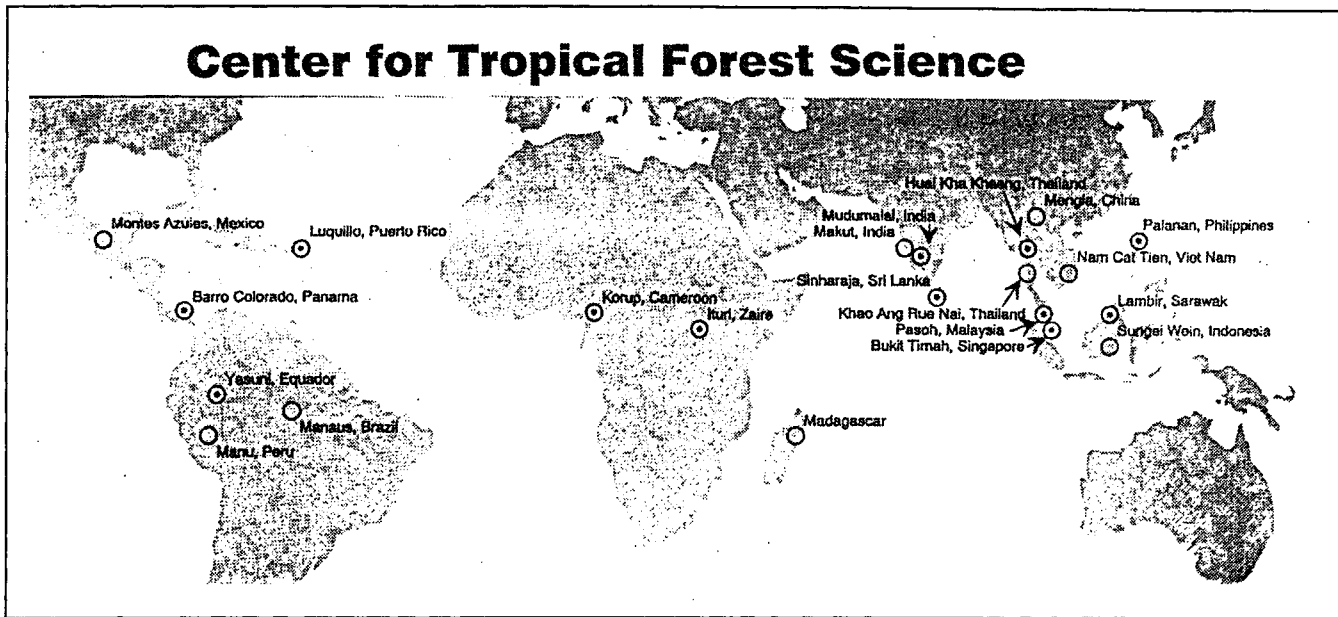 Center for Tropical Forest Science
Huai Kha Khaeng, Thailand
Mengla, China
Montes Azules, Mexico
Luquillo, Puerto Rico
Mudumalai, India
Makut, India
Palanan, Philippines
Nam Cat Tien, Viet Nam
Sinharaja, Sri Lanka
Barro Colorado, Panama
Korup, Cameroon
Ituri, Zaire
Khao Ang Rue Nai, Thailand
Lambir, Sarawak
Pasoh, Malaysia
Sungei Wein, Indonesia
Bukit Timah, Singapore
Yasuni, Equador
Manaus, Brazil
Madagascar
Manu, Peru